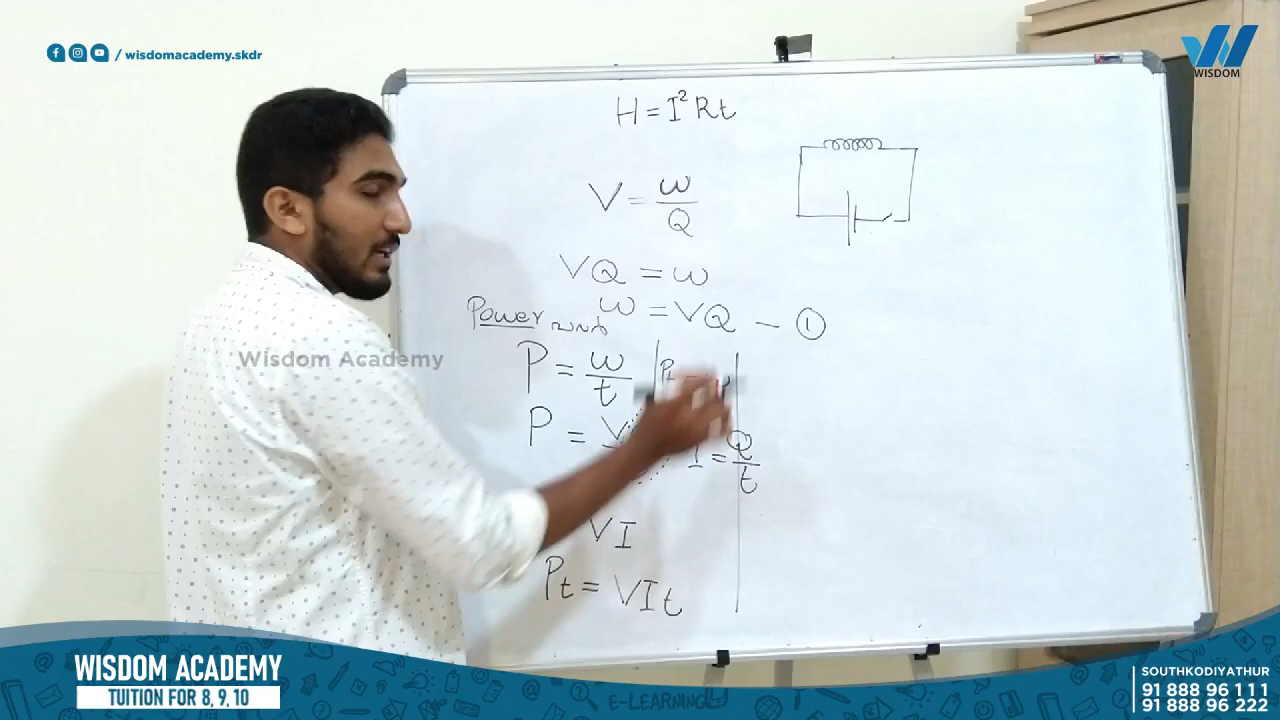 / wisdomacademy.skdr
WISDOM
H = I² R t
V = ω/Q
VQ = ω
Power
ω = VQ — ①
P = ω/t
P =
I = Q/t
VI
Pt = VIt
Wisdom Academy
WISDOM ACADEMY
TUITION FOR 8, 9, 10
E-LEARNING
SOUTHKODIYATHUR
91 888 96 111
91 888 96 222